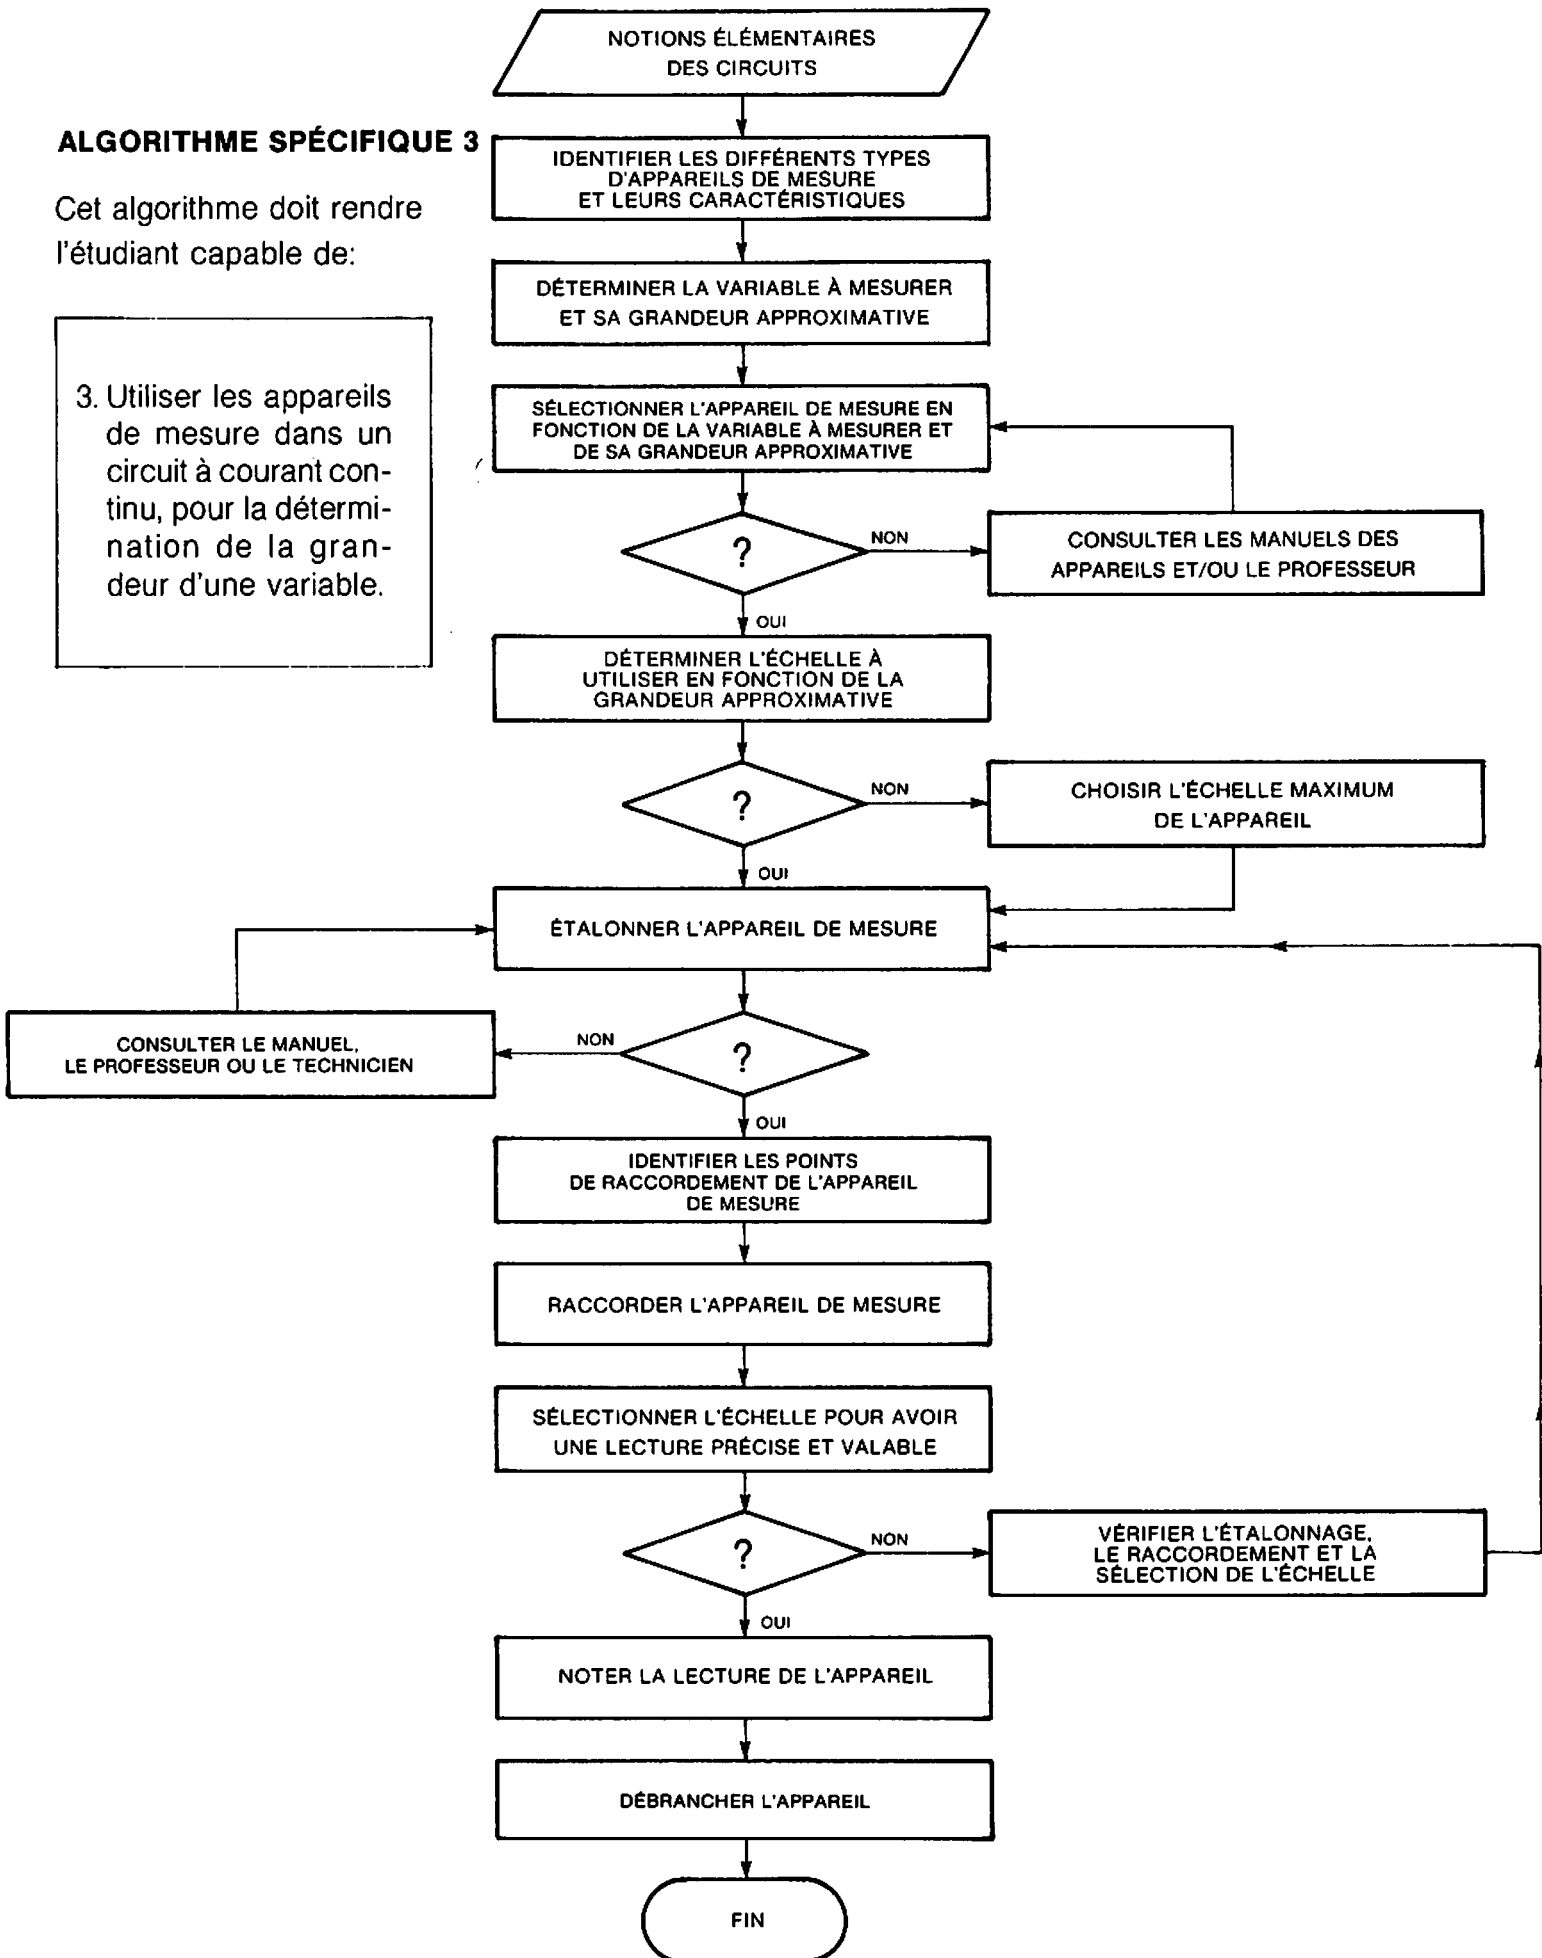 NOTIONS ÉLÉMENTAIRES
DES CIRCUITS
ALGORITHME SPÉCIFIQUE 3
Cet algorithme doit rendre
l'étudiant capable de:
3. Utiliser les appareils
de mesure dans un
circuit à courant con-
tinu, pour la détermi-
nation de la gran-
deur d'une variable.
IDENTIFIER LES DIFFÉRENTS TYPES
D'APPAREILS DE MESURE
ET LEURS CARACTÉRISTIQUES
DÉTERMINER LA VARIABLE À MESURER
ET SA GRANDEUR APPROXIMATIVE
SÉLECTIONNER L'APPAREIL DE MESURE EN
FONCTION DE LA VARIABLE À MESURER ET
DE SA GRANDEUR APPROXIMATIVE
?
NON
CONSULTER LES MANUELS DES
APPAREILS ET/OU LE PROFESSEUR
OUI
DÉTERMINER L'ÉCHELLE À
UTILISER EN FONCTION DE LA
GRANDEUR APPROXIMATIVE
?
NON
CHOISIR L'ÉCHELLE MAXIMUM
DE L'APPAREIL
OUI
ÉTALONNER L'APPAREIL DE MESURE
?
NON
CONSULTER LE MANUEL,
LE PROFESSEUR OU LE TECHNICIEN
OUI
IDENTIFIER LES POINTS
DE RACCORDEMENT DE L'APPAREIL
DE MESURE
RACCORDER L'APPAREIL DE MESURE
SÉLECTIONNER L'ÉCHELLE POUR AVOIR
UNE LECTURE PRÉCISE ET VALABLE
?
NON
VÉRIFIER L'ÉTALONNAGE,
LE RACCORDEMENT ET LA
SÉLECTION DE L'ÉCHELLE
OUI
NOTER LA LECTURE DE L'APPAREIL
DÉBRANCHER L'APPAREIL
FIN